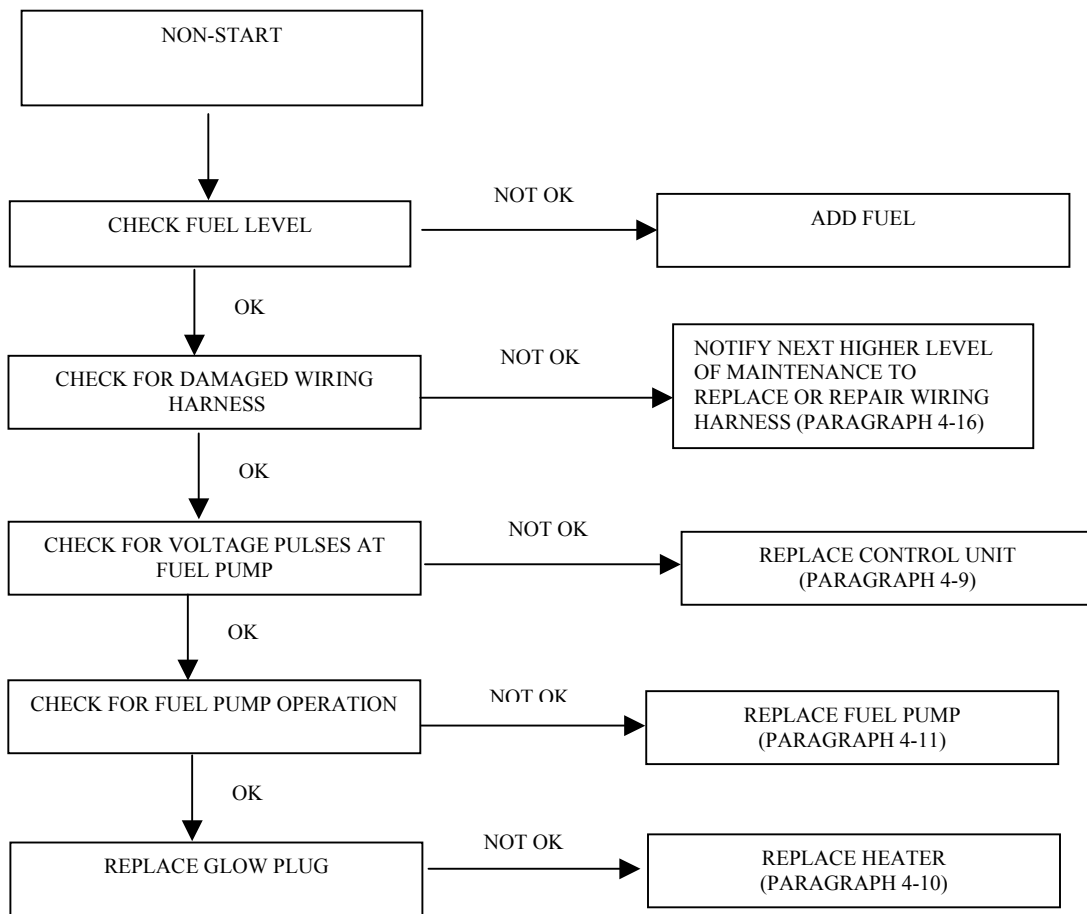 NON-START
NOT OK
CHECK FUEL LEVEL
ADD FUEL
OK
NOT OK
CHECK FOR DAMAGED WIRING
HARNESS
NOTIFY NEXT HIGHER LEVEL
OF MAINTENANCE TO
REPLACE OR REPAIR WIRING
HARNESS (PARAGRAPH 4-16)
OK
NOT OK
CHECK FOR VOLTAGE PULSES AT
FUEL PUMP
REPLACE CONTROL UNIT
(PARAGRAPH 4-9)
OK
NOT OK
CHECK FOR FUEL PUMP OPERATION
REPLACE FUEL PUMP
(PARAGRAPH 4-11)
OK
NOT OK
REPLACE GLOW PLUG
REPLACE HEATER
(PARAGRAPH 4-10)